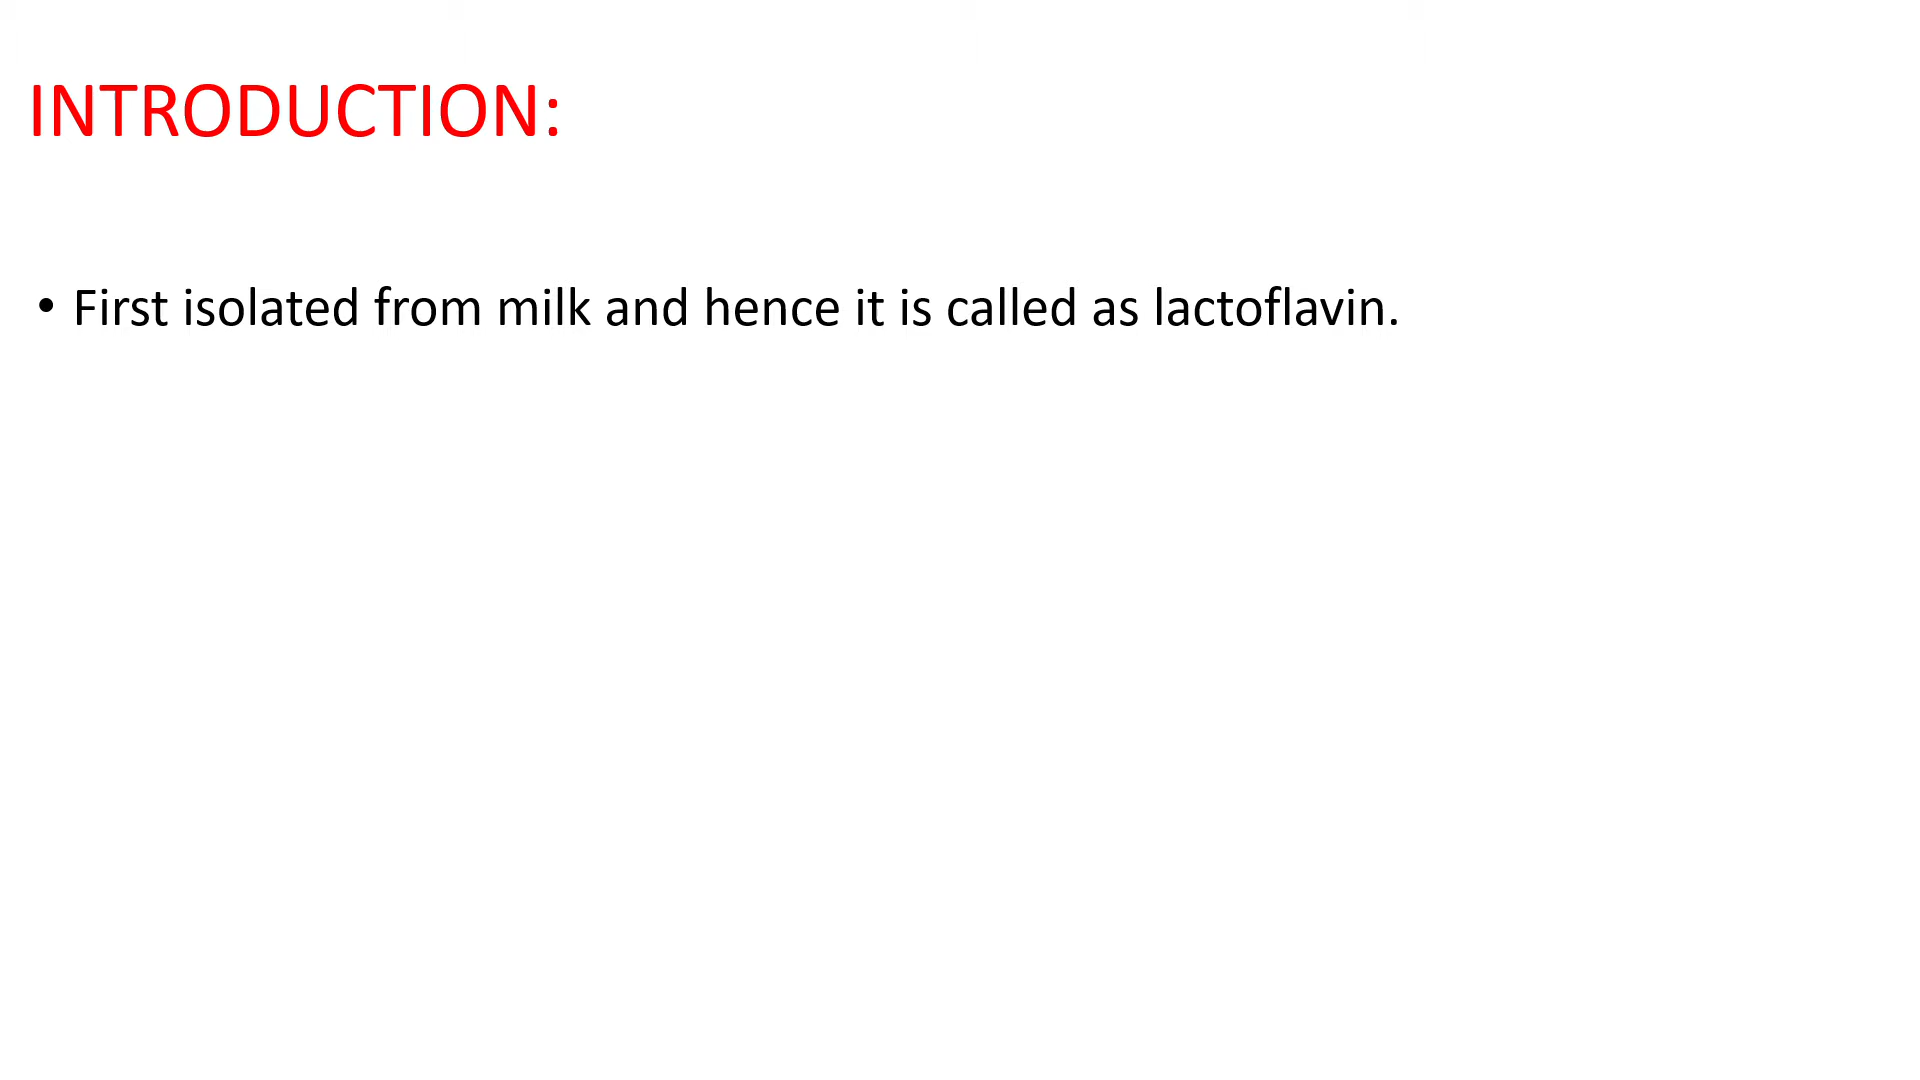 INTRODUCTION:
• First isolated from milk and hence it is called as lactoflavin.